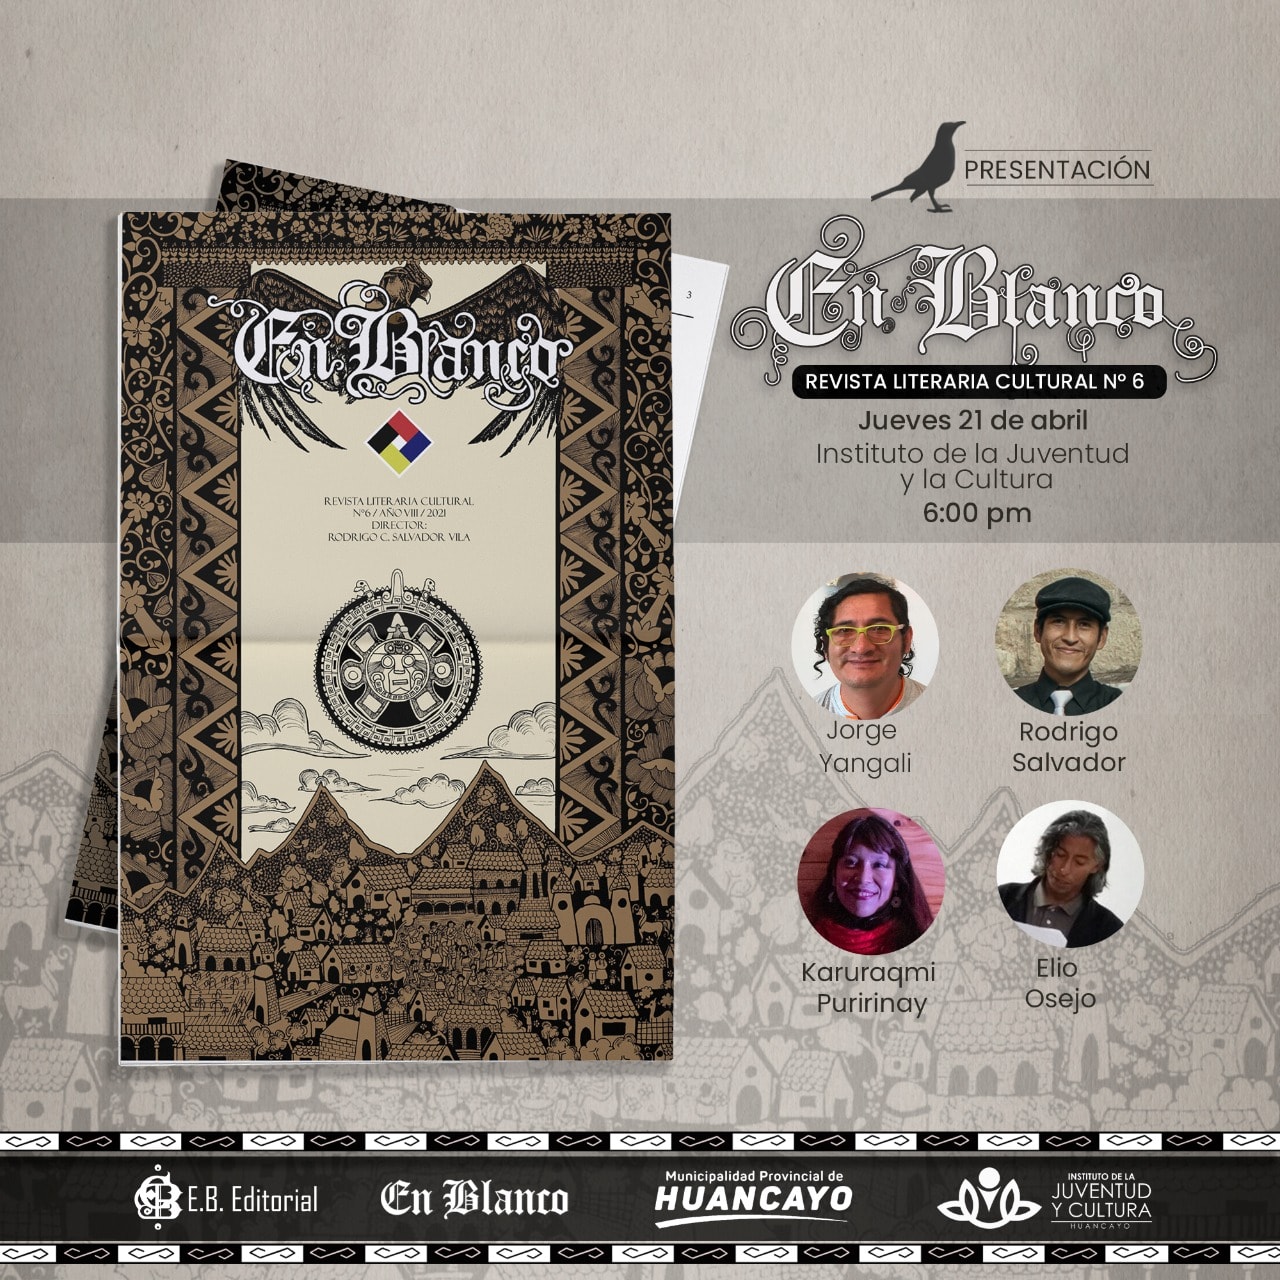 PRESENTACIÓN
En Blanco
REVISTA LITERARIA CULTURAL N° 6
Jueves 21 de abril
Instituto de la Juventud
y la Cultura
6:00 pm
En Blanco
REVISTA LITERARIA CULTURAL
N°6 / AÑO VIII / 2021
DIRECTOR:
RODRIGO C. SALVADOR VILA
3
Jorge
Yangali
Rodrigo
Salvador
Karuraqmi
Puririnay
Elio
Osejo
E.B. Editorial
En Blanco
Municipalidad Provincial de
HUANCAYO
INSTITUTO DE LA
JUVENTUD
Y CULTURA
HUANCAYO